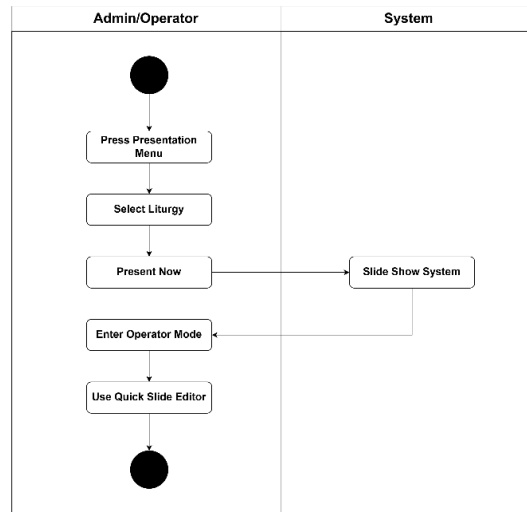 Admin/Operator
System
Press Presentation
Menu
Select Liturgy
Present Now
Slide Show System
Enter Operator Mode
Use Quick Slide Editor